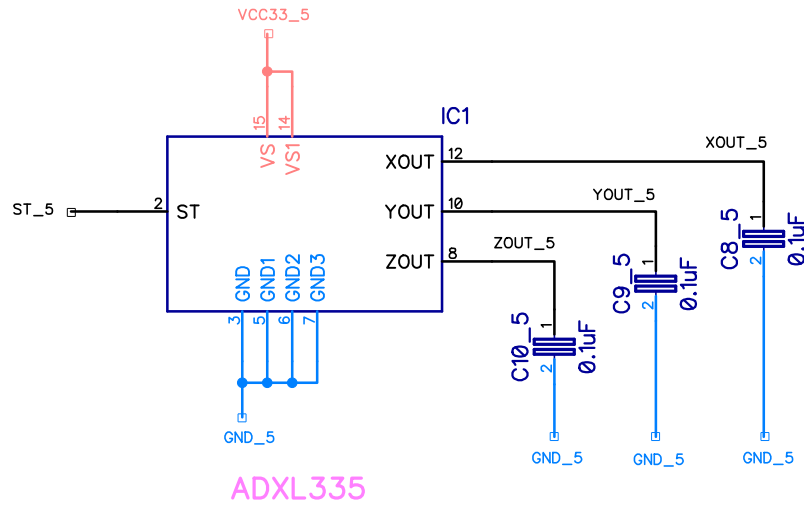 VCC33_5
15
14
IC1
VS
VS1
XOUT
12
XOUT_5
ST_5
2
ST
YOUT
10
YOUT_5
1
C8_5
0.1uF
2
ZOUT
8
ZOUT_5
1
C9_5
0.1uF
2
GND
GND1
GND2
GND3
3
5
6
7
1
C10_5
0.1uF
2
GND_5
GND_5
GND_5
GND_5
ADXL335